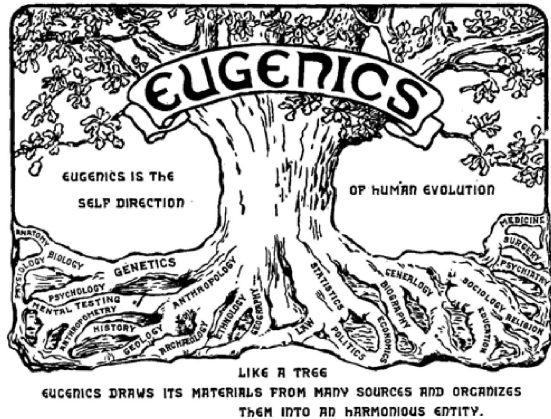 EUGENICS
EUGENICS IS THE
SELF DIRECTION
OF HUMAN EVOLUTION
ANATOMY
PHYSIOLOGY
BIOLOGY
GENETICS
PSYCHOLOGY
MENTAL TESTING
ANTHROPOMETRY
HISTORY
GEOLOGY
ANTHROPOLOGY
ARCHAEOLOGY
ETHNOLOGY
GEOGRAPHY
LAW
STATISTICS
POLITICS
ECONOMICS
BIOGRAPHY
GENEALOGY
EDUCATION
SOCIOLOGY
RELIGION
PSYCHIATRY
SURGERY
MEDICINE
LIKE A TREE
EUGENICS DRAWS ITS MATERIALS FROM MANY SOURCES AND ORGANIZES
THEM INTO AN HARMONIOUS ENTITY.